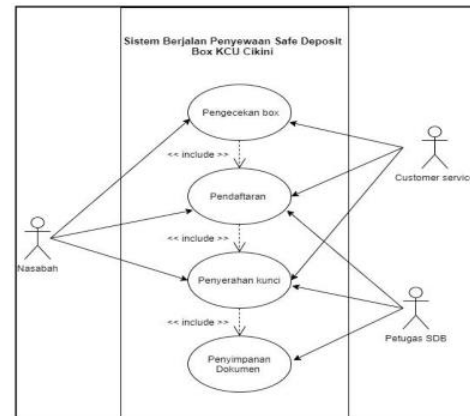 Sistem Berjalan Penyewaan Safe Deposit
Box KCU Cikini
Pengecekan box
<< include >>
Customer service
Pendaftaran
<< include >>
Nasabah
Penyerahan kunci
<< include >>
Petugas SDB
Penyimpanan
Dokumen